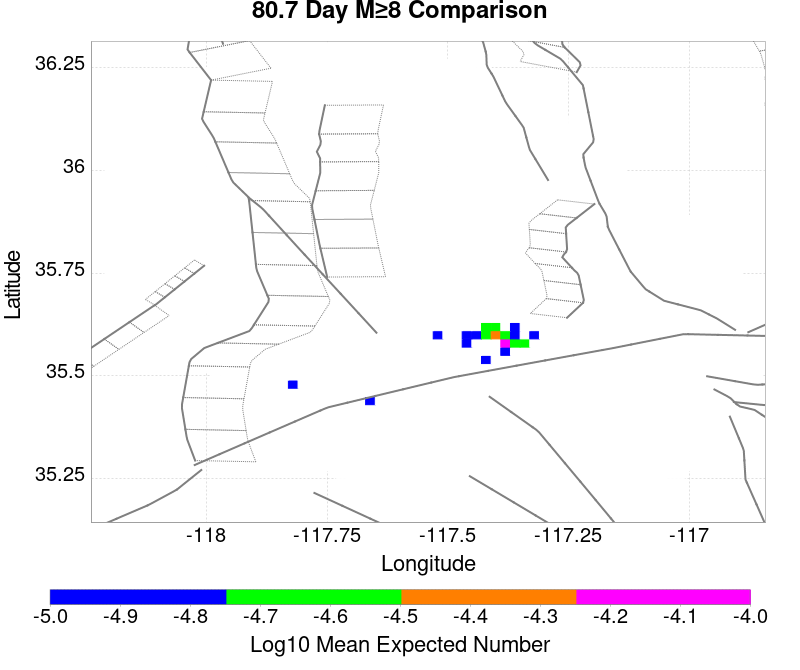 80.7 Day M≥8 Comparison
36.25
36
35.75
35.5
35.25
Latitude
-118 -117.75 -117.5 -117.25 -117
Longitude
-5.0 -4.9 -4.8 -4.7 -4.6 -4.5 -4.4 -4.3 -4.2 -4.1 -4.0
Log10 Mean Expected Number